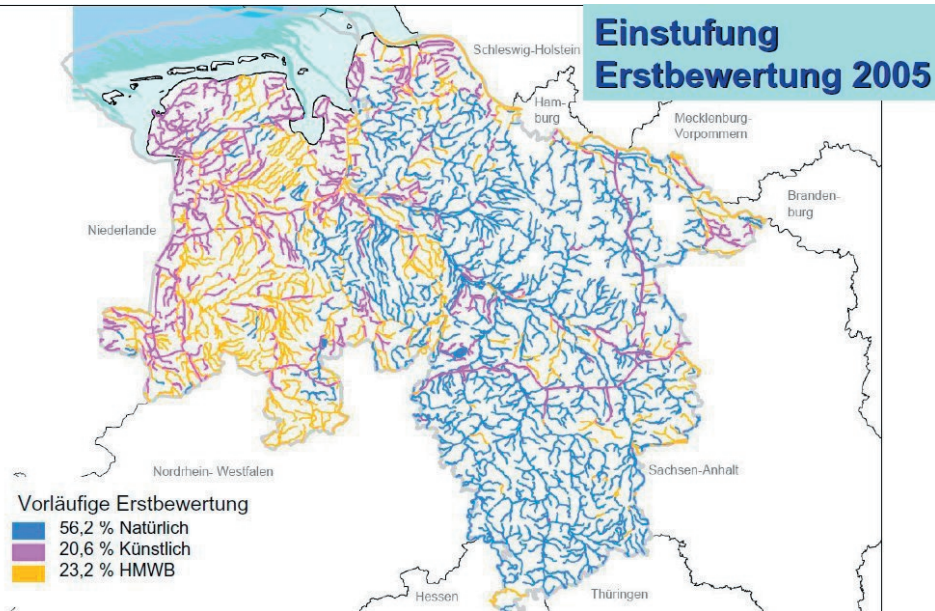 Einstufung
Erstbewertung 2005
Schleswig-Holstein
Ham-
burg
Mecklenburg-
Vorpommern
Branden-
burg
Niederlande
Nordrhein- Westfalen
Sachsen-Anhalt
Hessen
Thüringen
Vorläufige Erstbewertung
56,2 % Natürlich
20,6 % Künstlich
23,2 % HMWB